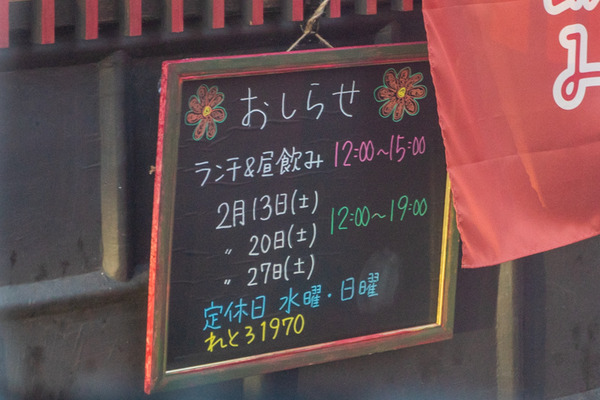 おしらせ
ランチ&昼飲み 12:00〜15:00
2月13日(土)
〃 20日(土) 12:00〜19:00
〃 27日(土)
定休日 水曜・日曜
れとろ1970